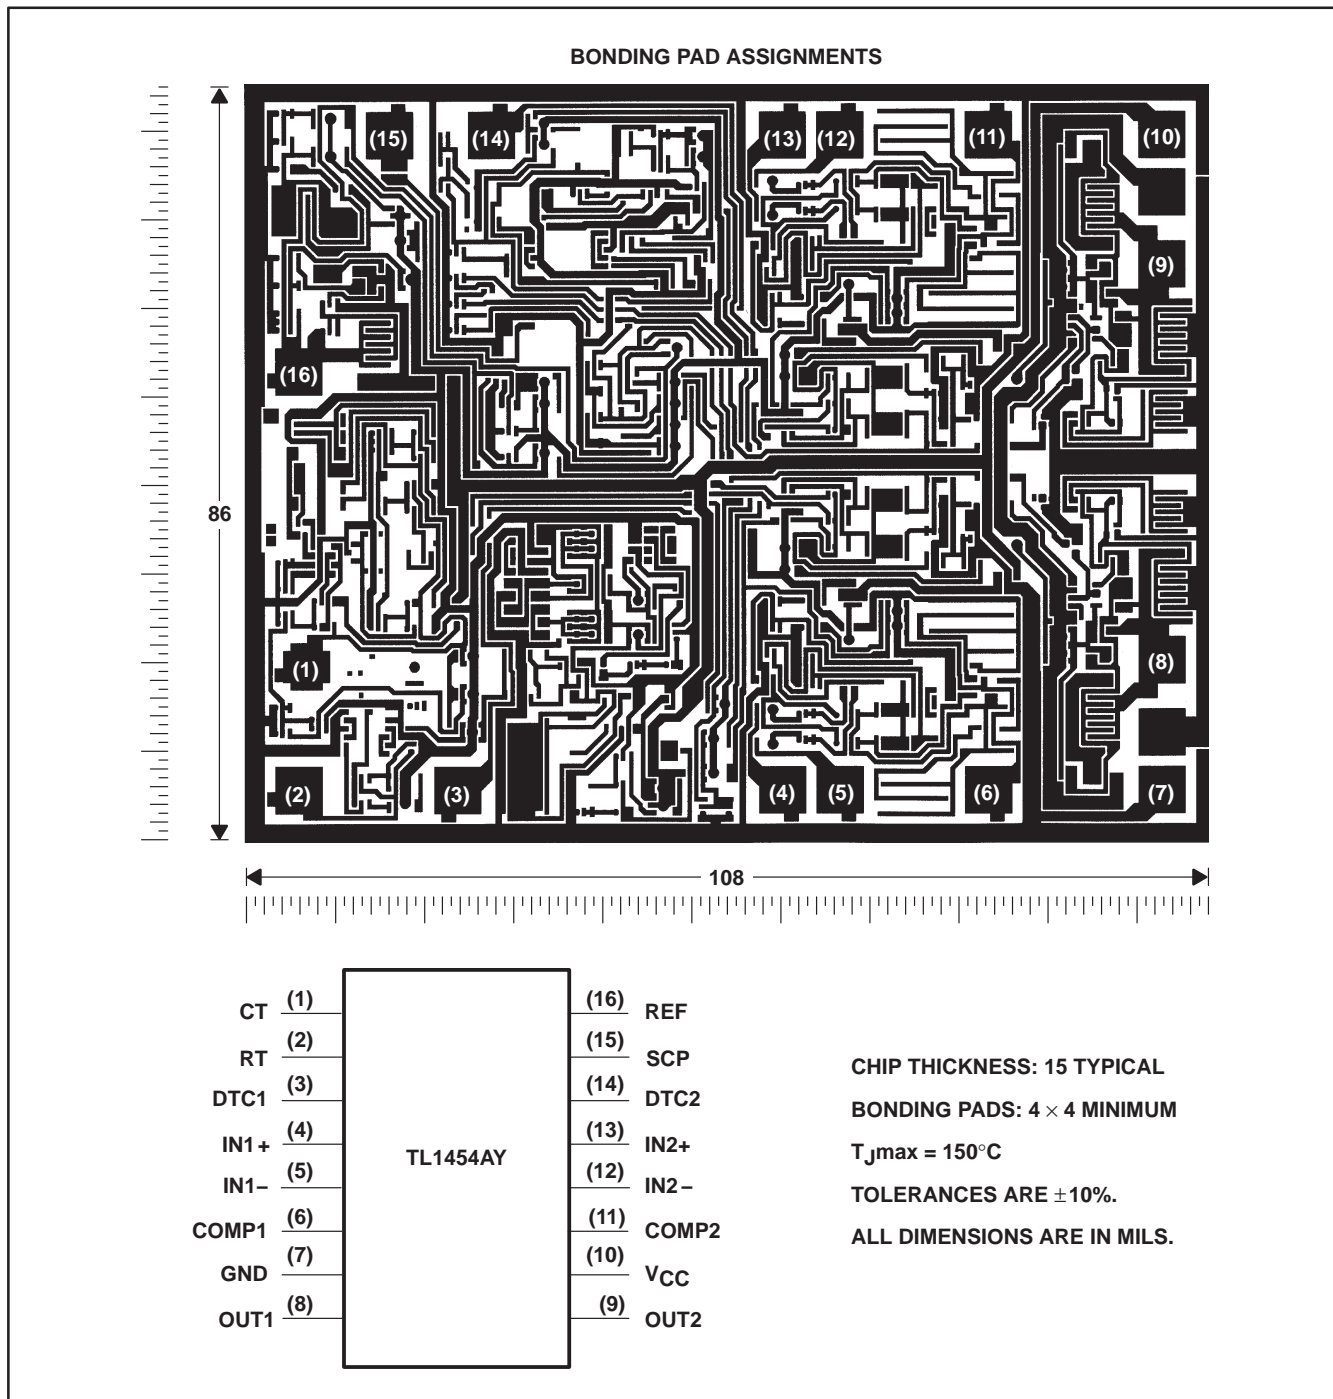 BONDING PAD ASSIGNMENTS
(15) (14) (13) (12) (11) (10)
(9)
(16)
86
(1) (8)
(2) (3) (4) (5) (6) (7)
108
CT (1) (16) REF
RT (2) (15) SCP
DTC1 (3) (14) DTC2
IN1+ (4) (13) IN2+
IN1− (5) (12) IN2−
COMP1 (6) (11) COMP2
GND (7) (10) VCC
OUT1 (8) (9) OUT2
TL1454AY
CHIP THICKNESS: 15 TYPICAL
BONDING PADS: 4 × 4 MINIMUM
TJmax = 150°C
TOLERANCES ARE ±10%.
ALL DIMENSIONS ARE IN MILS.